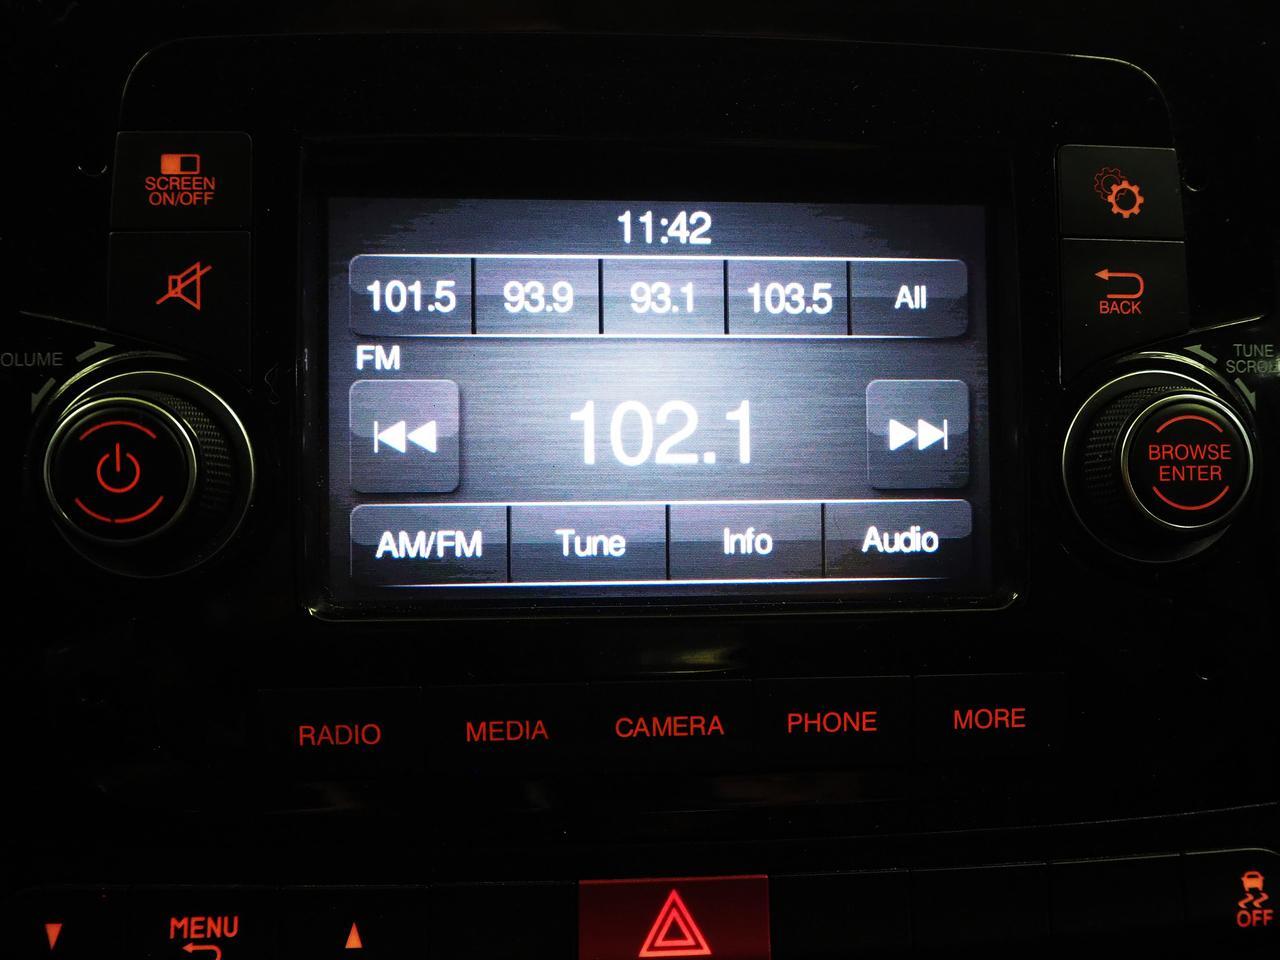 SCREEN
ON/OFF
11:42
101.5 93.9 93.1 103.5 All
BACK
FM
TUNE
102.1
BROWSE
ENTER
AM/FM Tune Info Audio
RADIO MEDIA CAMERA PHONE MORE
MENU
OFF